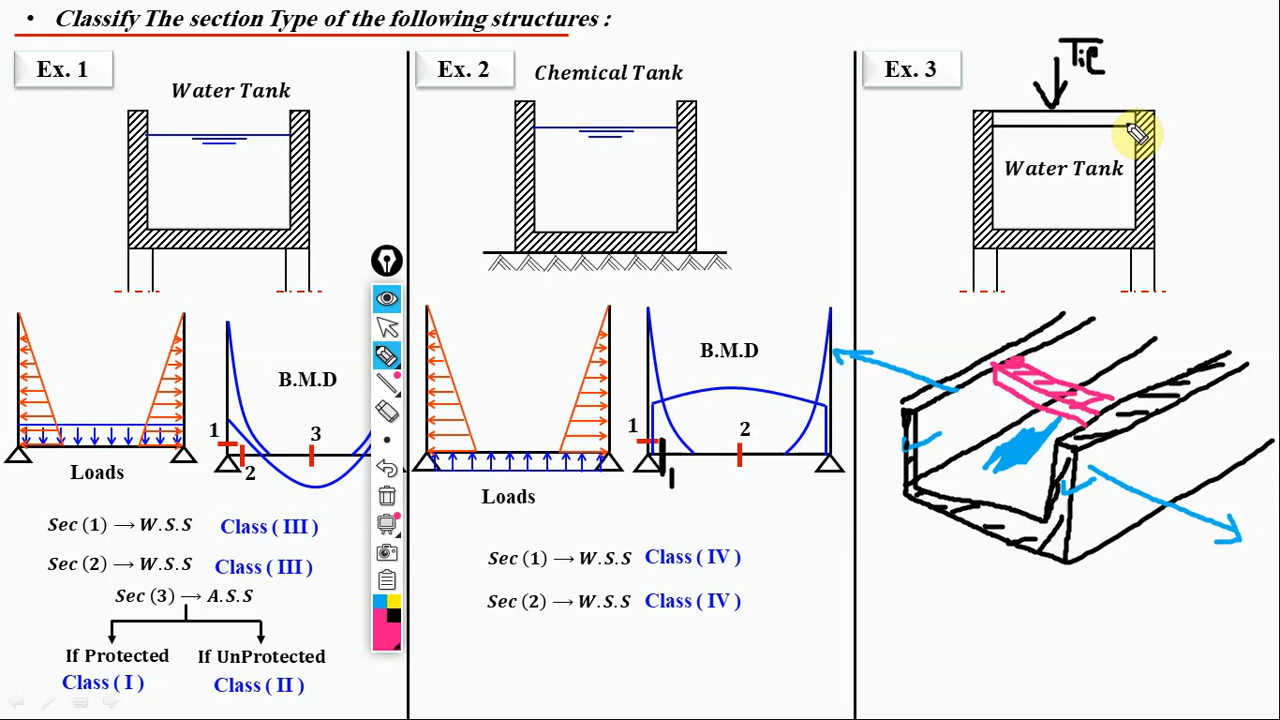 • Classify The section Type of the following structures :
Ex. 1
Water Tank
Loads
B.M.D
1
2
3
Sec (1) → W.S.S Class ( III )
Sec (2) → W.S.S Class ( III )
Sec (3) → A.S.S
If Protected
Class ( I )
If UnProtected
Class ( II )
Ex. 2
Chemical Tank
Loads
B.M.D
1
2
1
Sec (1) → W.S.S Class ( IV )
Sec (2) → W.S.S Class ( IV )
Ex. 3
Tie
Water Tank